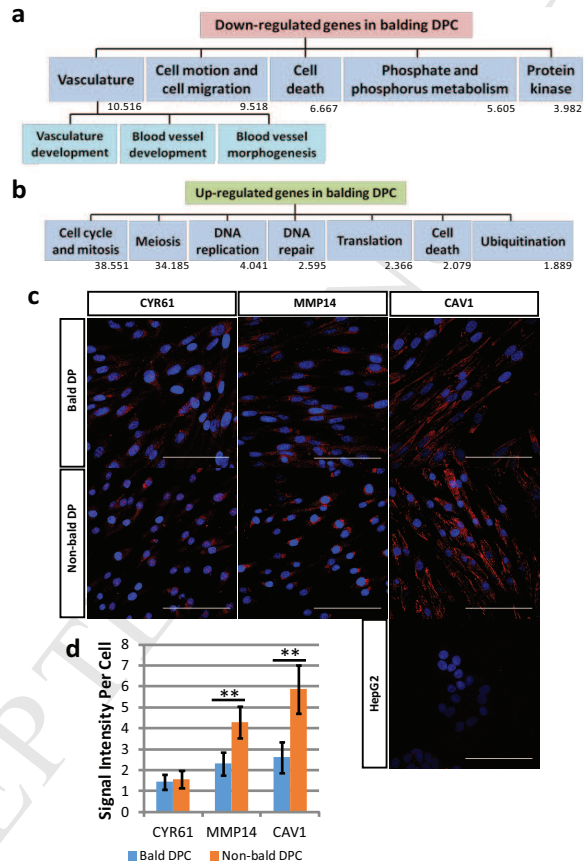 a
Down-regulated genes in balding DPC
Vasculature
Cell motion and
cell migration
Cell
death
Phosphate and
phosphorus metabolism
Protein
kinase
10.516
9.518
6.667
5.605
3.982
Vasculature
development
Blood vessel
development
Blood vessel
morphogenesis
b
Up-regulated genes in balding DPC
Cell cycle
and mitosis
Meiosis
DNA
replication
DNA
repair
Translation
Cell
death
Ubiquitination
38.551
34.185
4.041
2.595
2.366
2.079
1.889
c
CYR61
MMP14
CAV1
Bald DP
Non-bald DP
HepG2
d
Signal Intensity Per Cell
8
7
6
5
4
3
2
1
0
**
**
CYR61
MMP14
CAV1
Bald DPC
Non-bald DPC